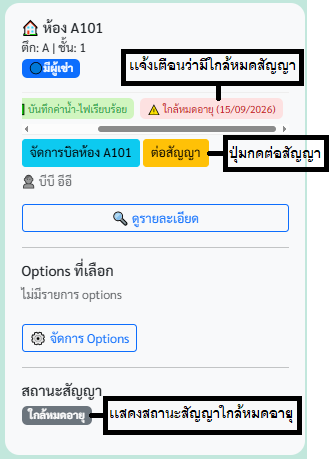 ห้อง A101
ตึก: A | ชั้น: 1
มีผู้เช่า
แจ้งเตือนว่ามีใกล้หมดสัญญา
บันทึกค่าน้ำ-ไฟเรียบร้อย
ใกล้หมดอายุ (15/09/2026)
จัดการบิลห้อง A101
ต่อสัญญา
ปุ่มกดต่อสัญญา
บีบี อีอี
ดูรายละเอียด
Options ที่เลือก
ไม่มีรายการ options
จัดการ Options
สถานะสัญญา
ใกล้หมดอายุ
แสดงสถานะสัญญาใกล้หมดอายุ